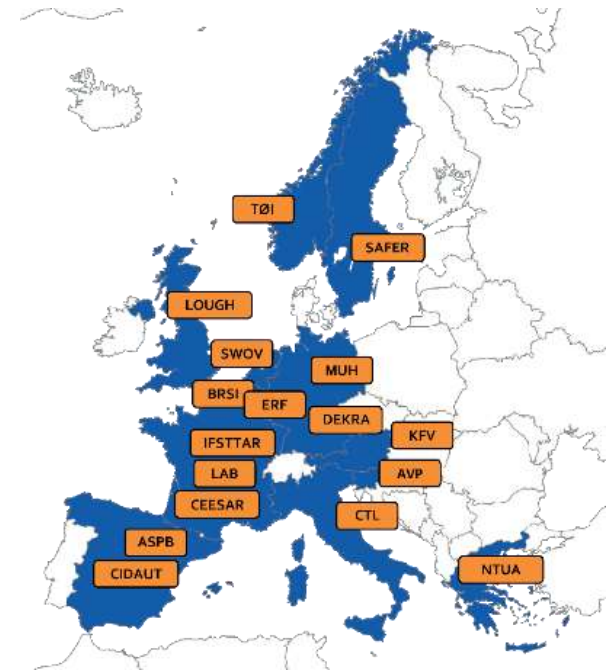 TØI
SAFER
LOUGH
SWOV
MUH
BRSI
ERF
DEKRA
KFV
IFSTTAR
LAB
AVP
CEESAR
CTL
ASPB
CIDAUT
NTUA